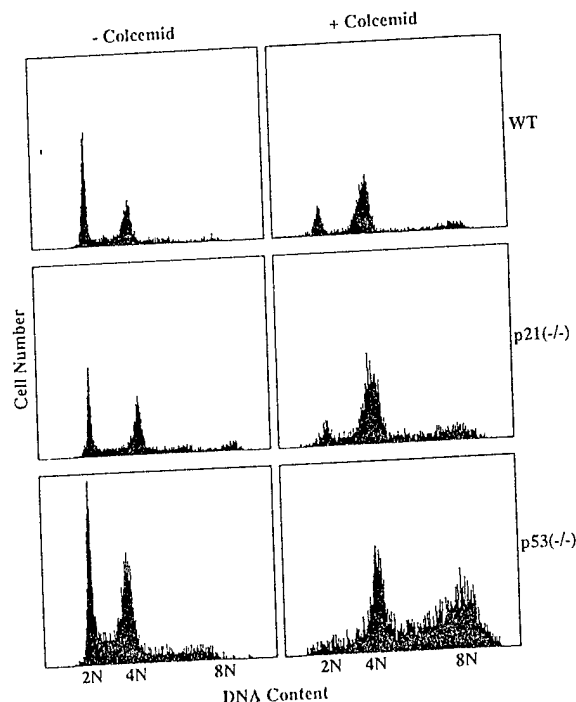 - Colcemid
+ Colcemid
WT
p21(-/-)
p53(-/-)
Cell Number
2N 4N 8N
2N 4N 8N
DNA Content